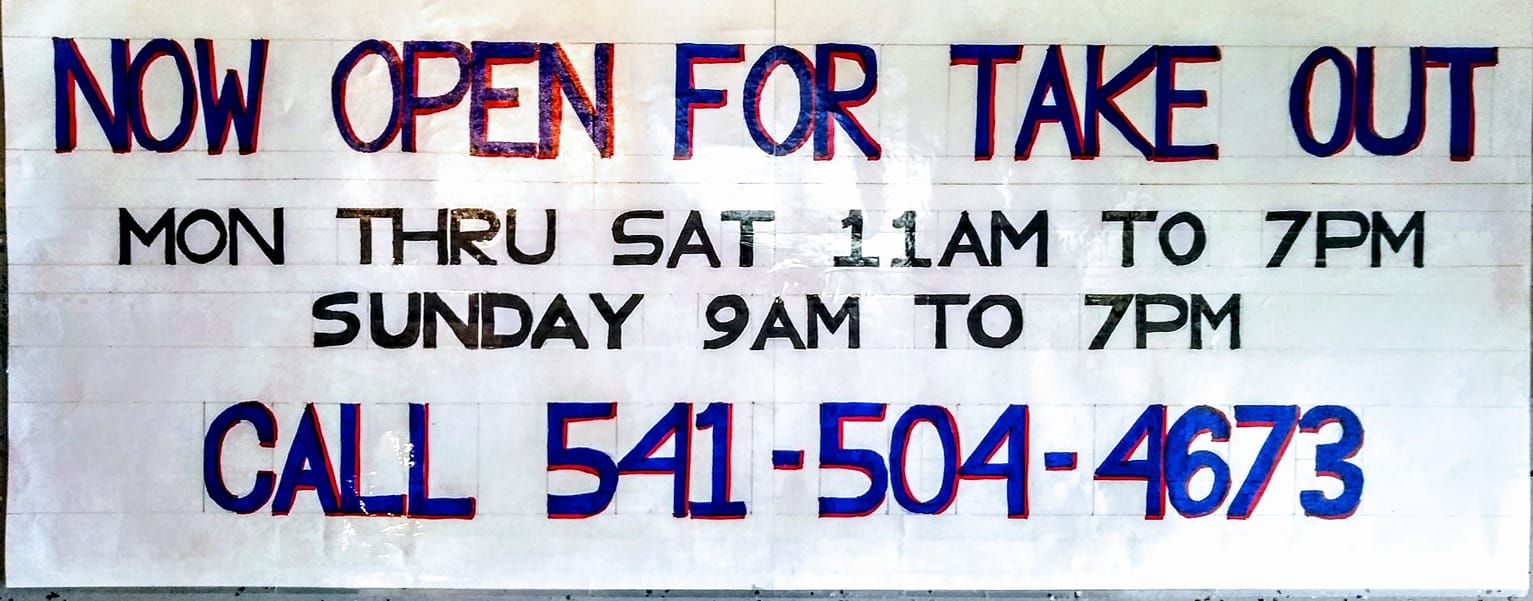 NOW OPEN FOR TAKE OUT
MON THRU SAT 11AM TO 7PM
SUNDAY 9AM TO 7PM
CALL 541-504-4673